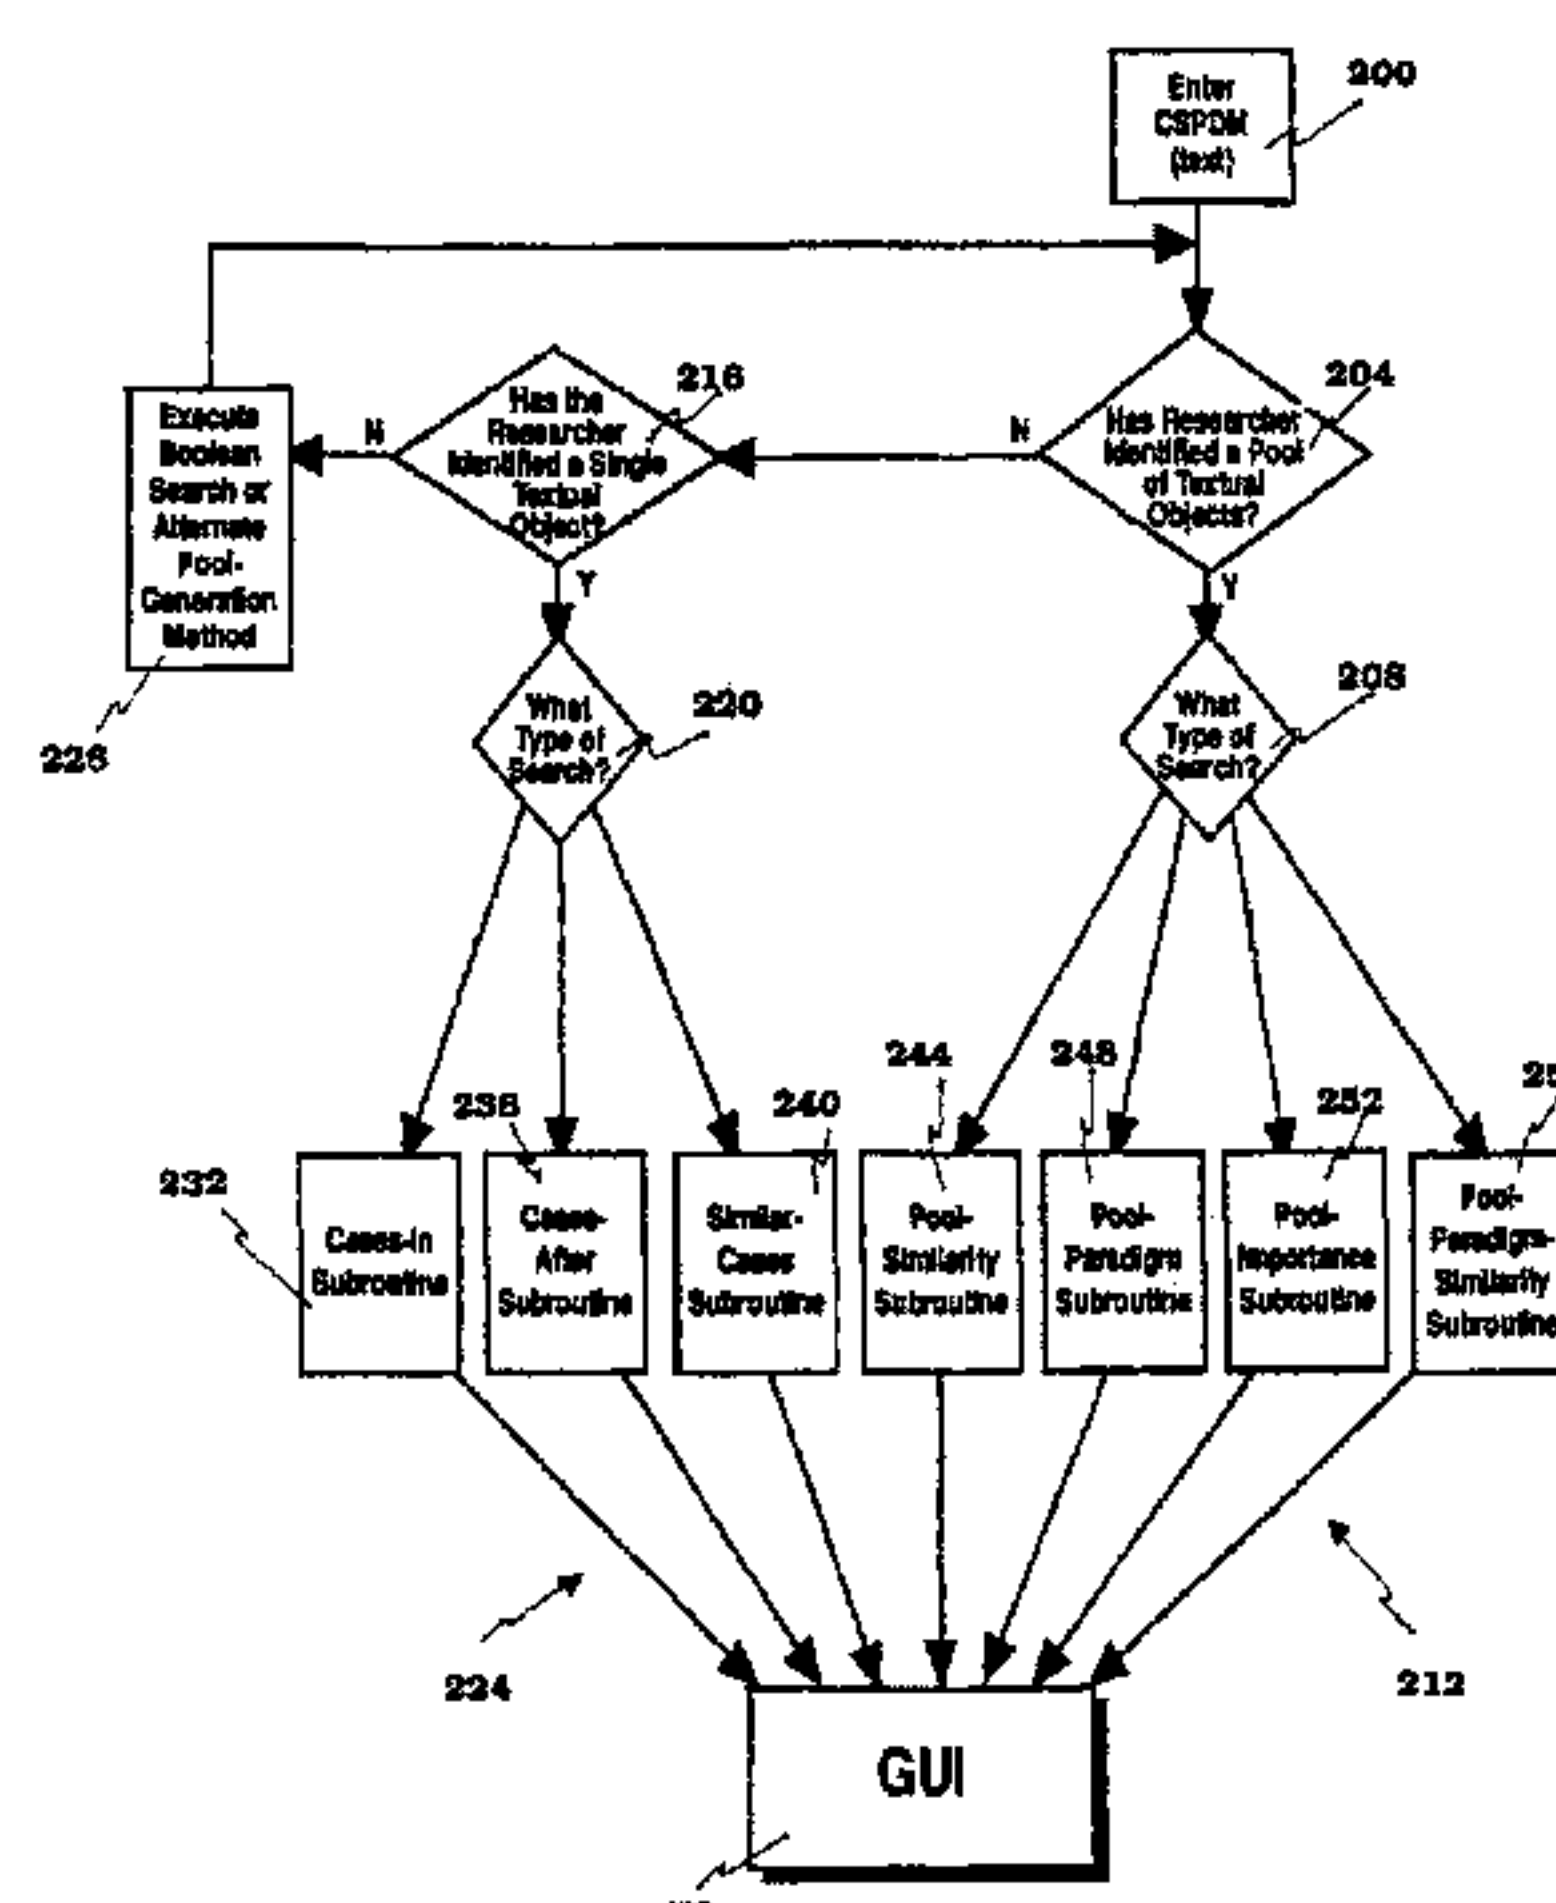 200
Enter
CSPDM
(text)
216
204
Has the
Researcher
Identified a Single
Textual
Object?
Has Researcher
Identified a Pool
of Textual
Objects?
N
N
Execute
Boolean
Search or
Alternate
Pool-
Generation
Method
Y
Y
226
220
208
What
Type of
Search?
What
Type of
Search?
244
248
252
238
240
232
Cases-In
Subroutine
Cases-
After
Subroutine
Similar-
Cases
Subroutine
Pool-
Similarity
Subroutine
Pool-
Paradigm
Subroutine
Pool-
Importance
Subroutine
Pool-
Paradigm-
Similarity
Subroutine
224
212
GUI